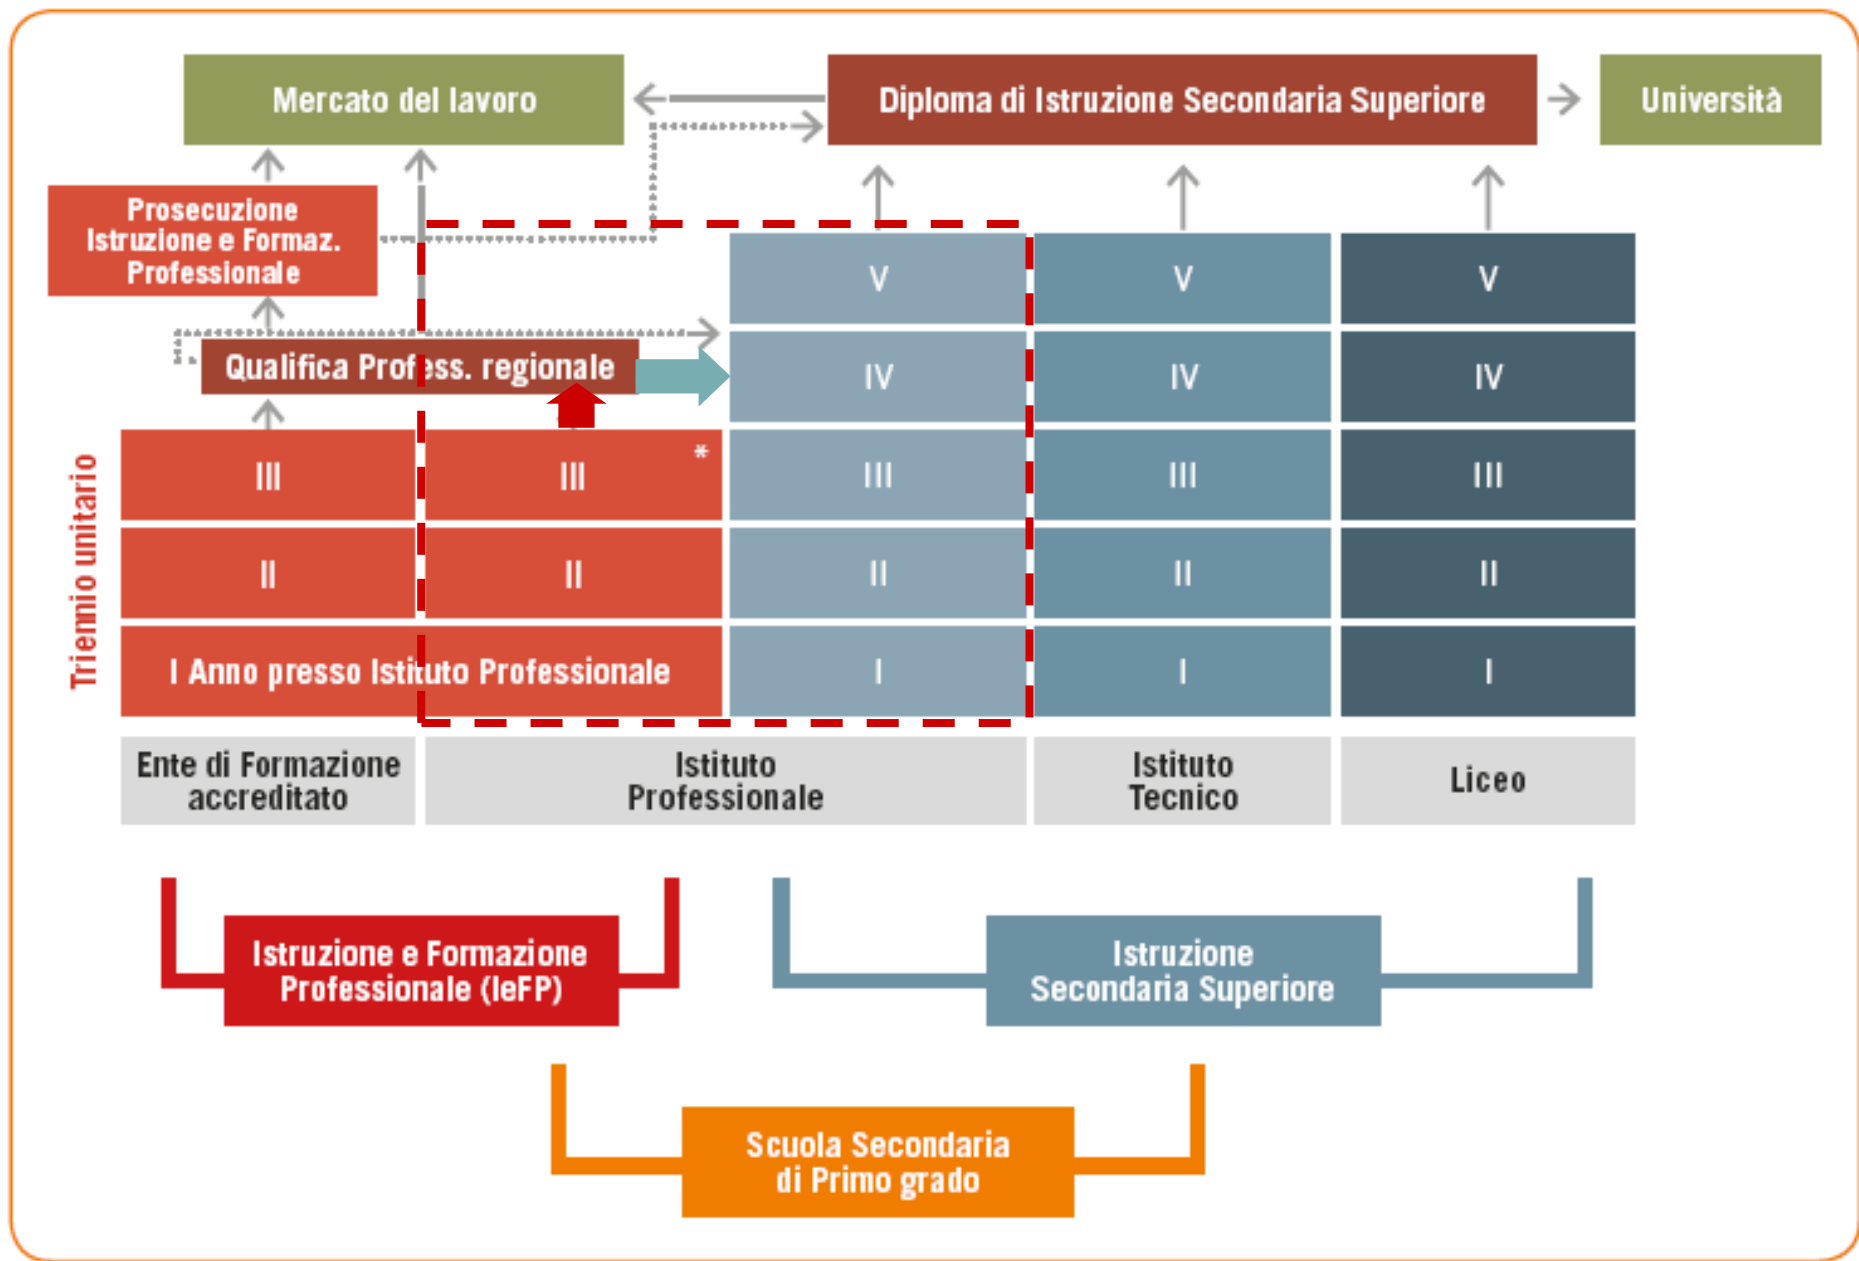 Mercato del lavoro
Diploma di Istruzione Secondaria Superiore
Università
Prosecuzione
Istruzione e Formaz.
Professionale
Qualifica Profess. regionale
V
V
V
IV
IV
IV
Triennio unitario
III
III
*
III
III
III
II
II
II
II
II
I Anno presso Istituto Professionale
I
I
I
Ente di Formazione
accreditato
Istituto
Professionale
Istituto
Tecnico
Liceo
Istruzione e Formazione
Professionale (IeFP)
Istruzione
Secondaria Superiore
Scuola Secondaria
di Primo grado